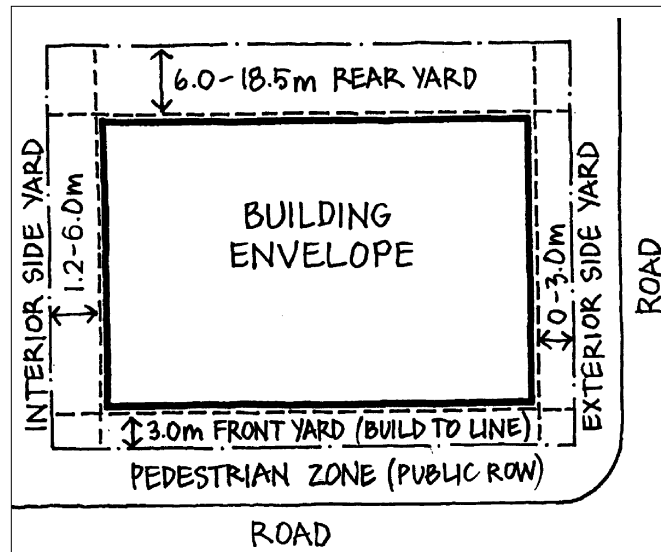 6.0-18.5m REAR YARD
INTERIOR SIDE YARD
1.2-6.0m
BUILDING
ENVELOPE
0-3.0m
EXTERIOR SIDE YARD
ROAD
3.0m FRONT YARD (BUILD TO LINE)
PEDESTRIAN ZONE (PUBLIC ROW)
ROAD